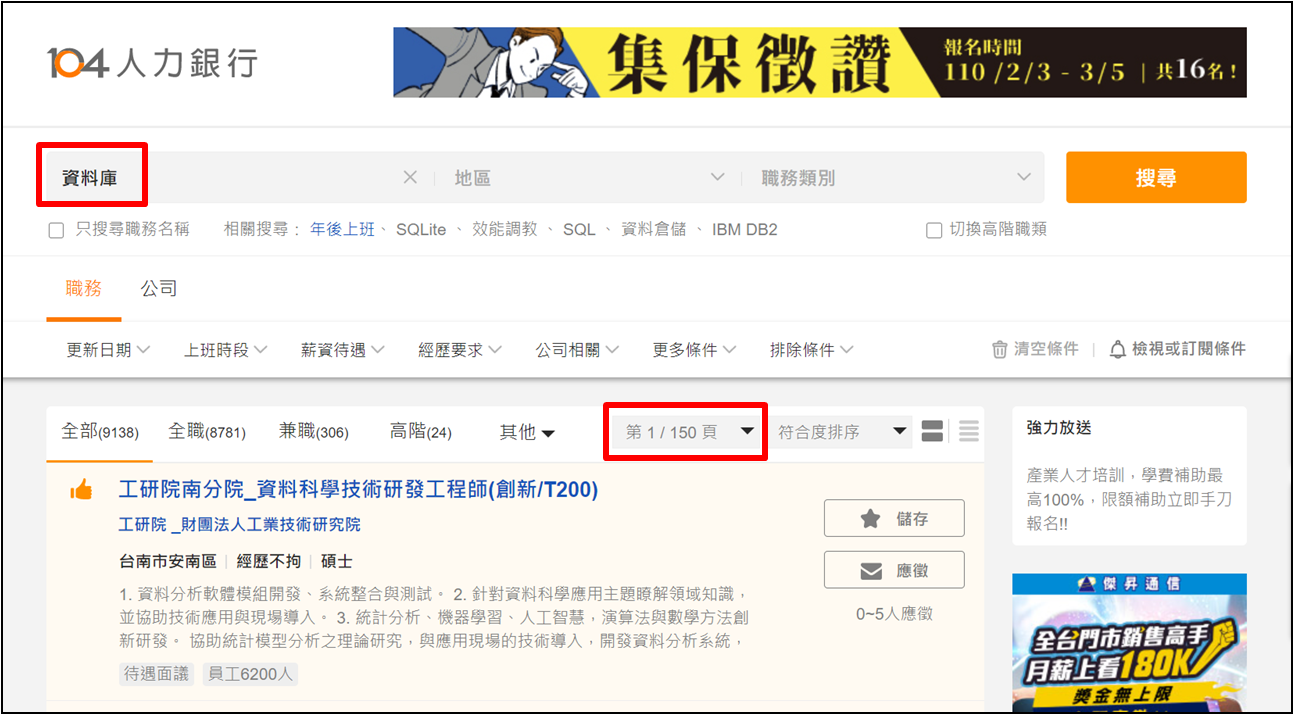 104人力銀行
集保徵讚
報名時間
110 /2/3 - 3/5 | 共16名!
資料庫
地區
職務類別
搜尋
只搜尋職務名稱 相關搜尋: 年後上班、 SQLite 、 效能調教 、 SQL 、 資料倉儲 、 IBM DB2
切換高階職類
職務 公司
更新日期 上班時段 薪資待遇 經歷要求 公司相關 更多條件 排除條件
清空條件 | 檢視或訂閱條件
全部(9138) 全職(8781) 兼職(306) 高階(24) 其他
第 1 / 150 頁
符合度排序
工研院南分院_資料科學技術研發工程師(創新/T200)
工研院 _財團法人工業技術研究院
台南市安南區 | 經歷不拘 | 碩士
1. 資料分析軟體模組開發、系統整合與測試。 2. 針對資料科學應用主題瞭解領域知識,
並協助技術應用與現場導入。 3. 統計分析、機器學習、人工智慧,演算法與數學方法創
新研發。 協助統計模型分析之理論研究,與應用現場的技術導入,開發資料分析系統,
待遇面議 員工6200人
儲存
應徵
0~5人應徵
強力放送
產業人才培訓,學費補助最
高100%,限額補助立即手刀
報名!!
傑昇通信
全台門市銷售高手
月薪上看180K
獎金無上限